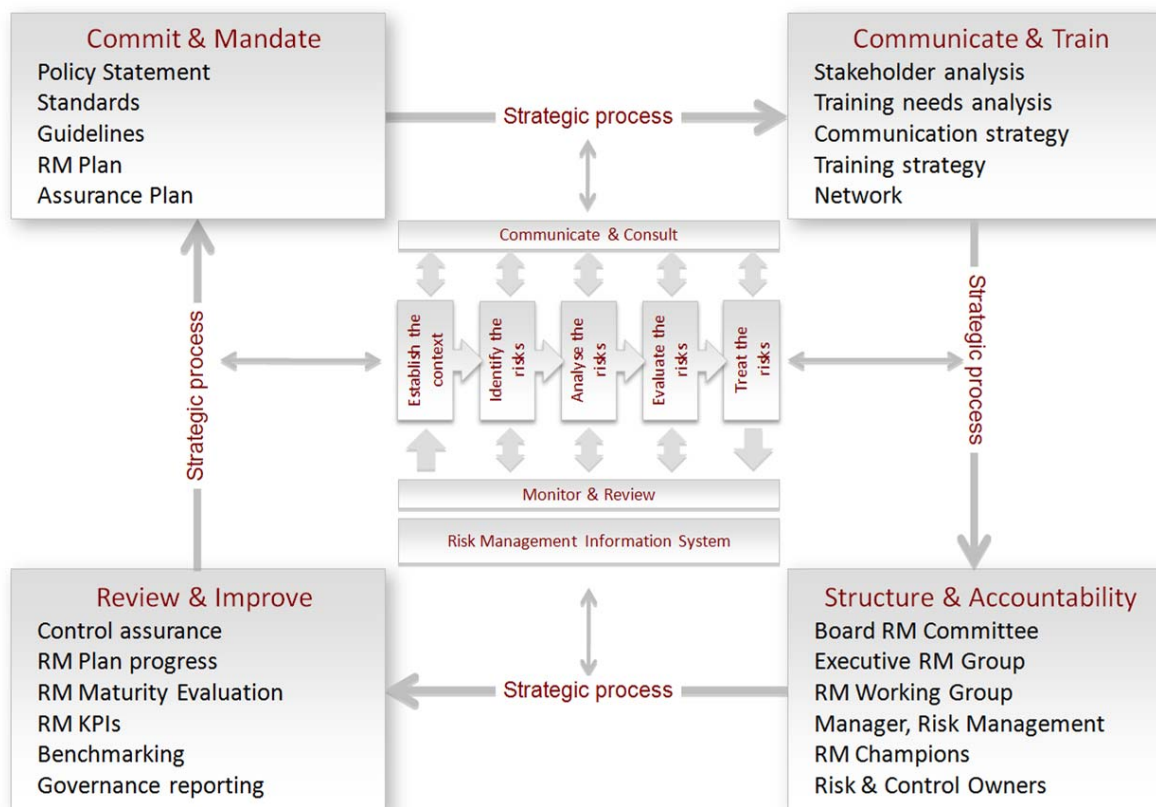 Commit & Mandate
Policy Statement
Standards
Guidelines
RM Plan
Assurance Plan
Strategic process
Communicate & Train
Stakeholder analysis
Training needs analysis
Communication strategy
Training strategy
Network
Communicate & Consult
Strategic process
Establish the
context
Identify the
risks
Analyse the
risks
Evaluate the
risks
Treat the
risks
Strategic process
Monitor & Review
Risk Management Information System
Review & Improve
Control assurance
RM Plan progress
RM Maturity Evaluation
RM KPIs
Benchmarking
Governance reporting
Strategic process
Structure & Accountability
Board RM Committee
Executive RM Group
RM Working Group
Manager, Risk Management
RM Champions
Risk & Control Owners